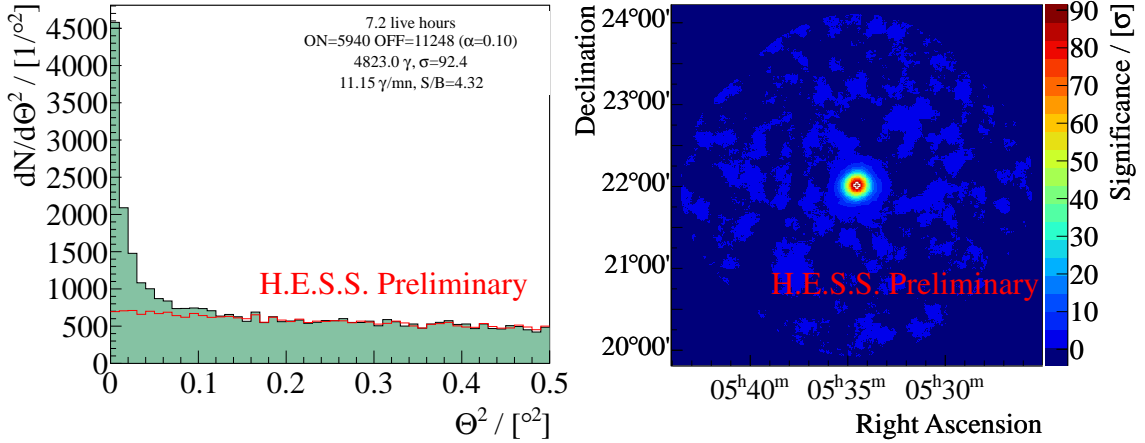 7.2 live hours
ON=5940 OFF=11248 (α=0.10)
4823.0 γ, σ=92.4
11.15 γ/mn, S/B=4.32
dN/dΘ² / [1/°²]
4500
4000
3500
3000
2500
2000
1500
1000
500
0
H.E.S.S. Preliminary
0 0.1 0.2 0.3 0.4 0.5
Θ² / [°²]
Declination
24°00'
23°00'
22°00'
21°00'
20°00'
H.E.S.S. Preliminary
05ʰ40ᵐ 05ʰ35ᵐ 05ʰ30ᵐ
Right Ascension
90
80
70
60
50
40
30
20
10
0
Significance / [σ]